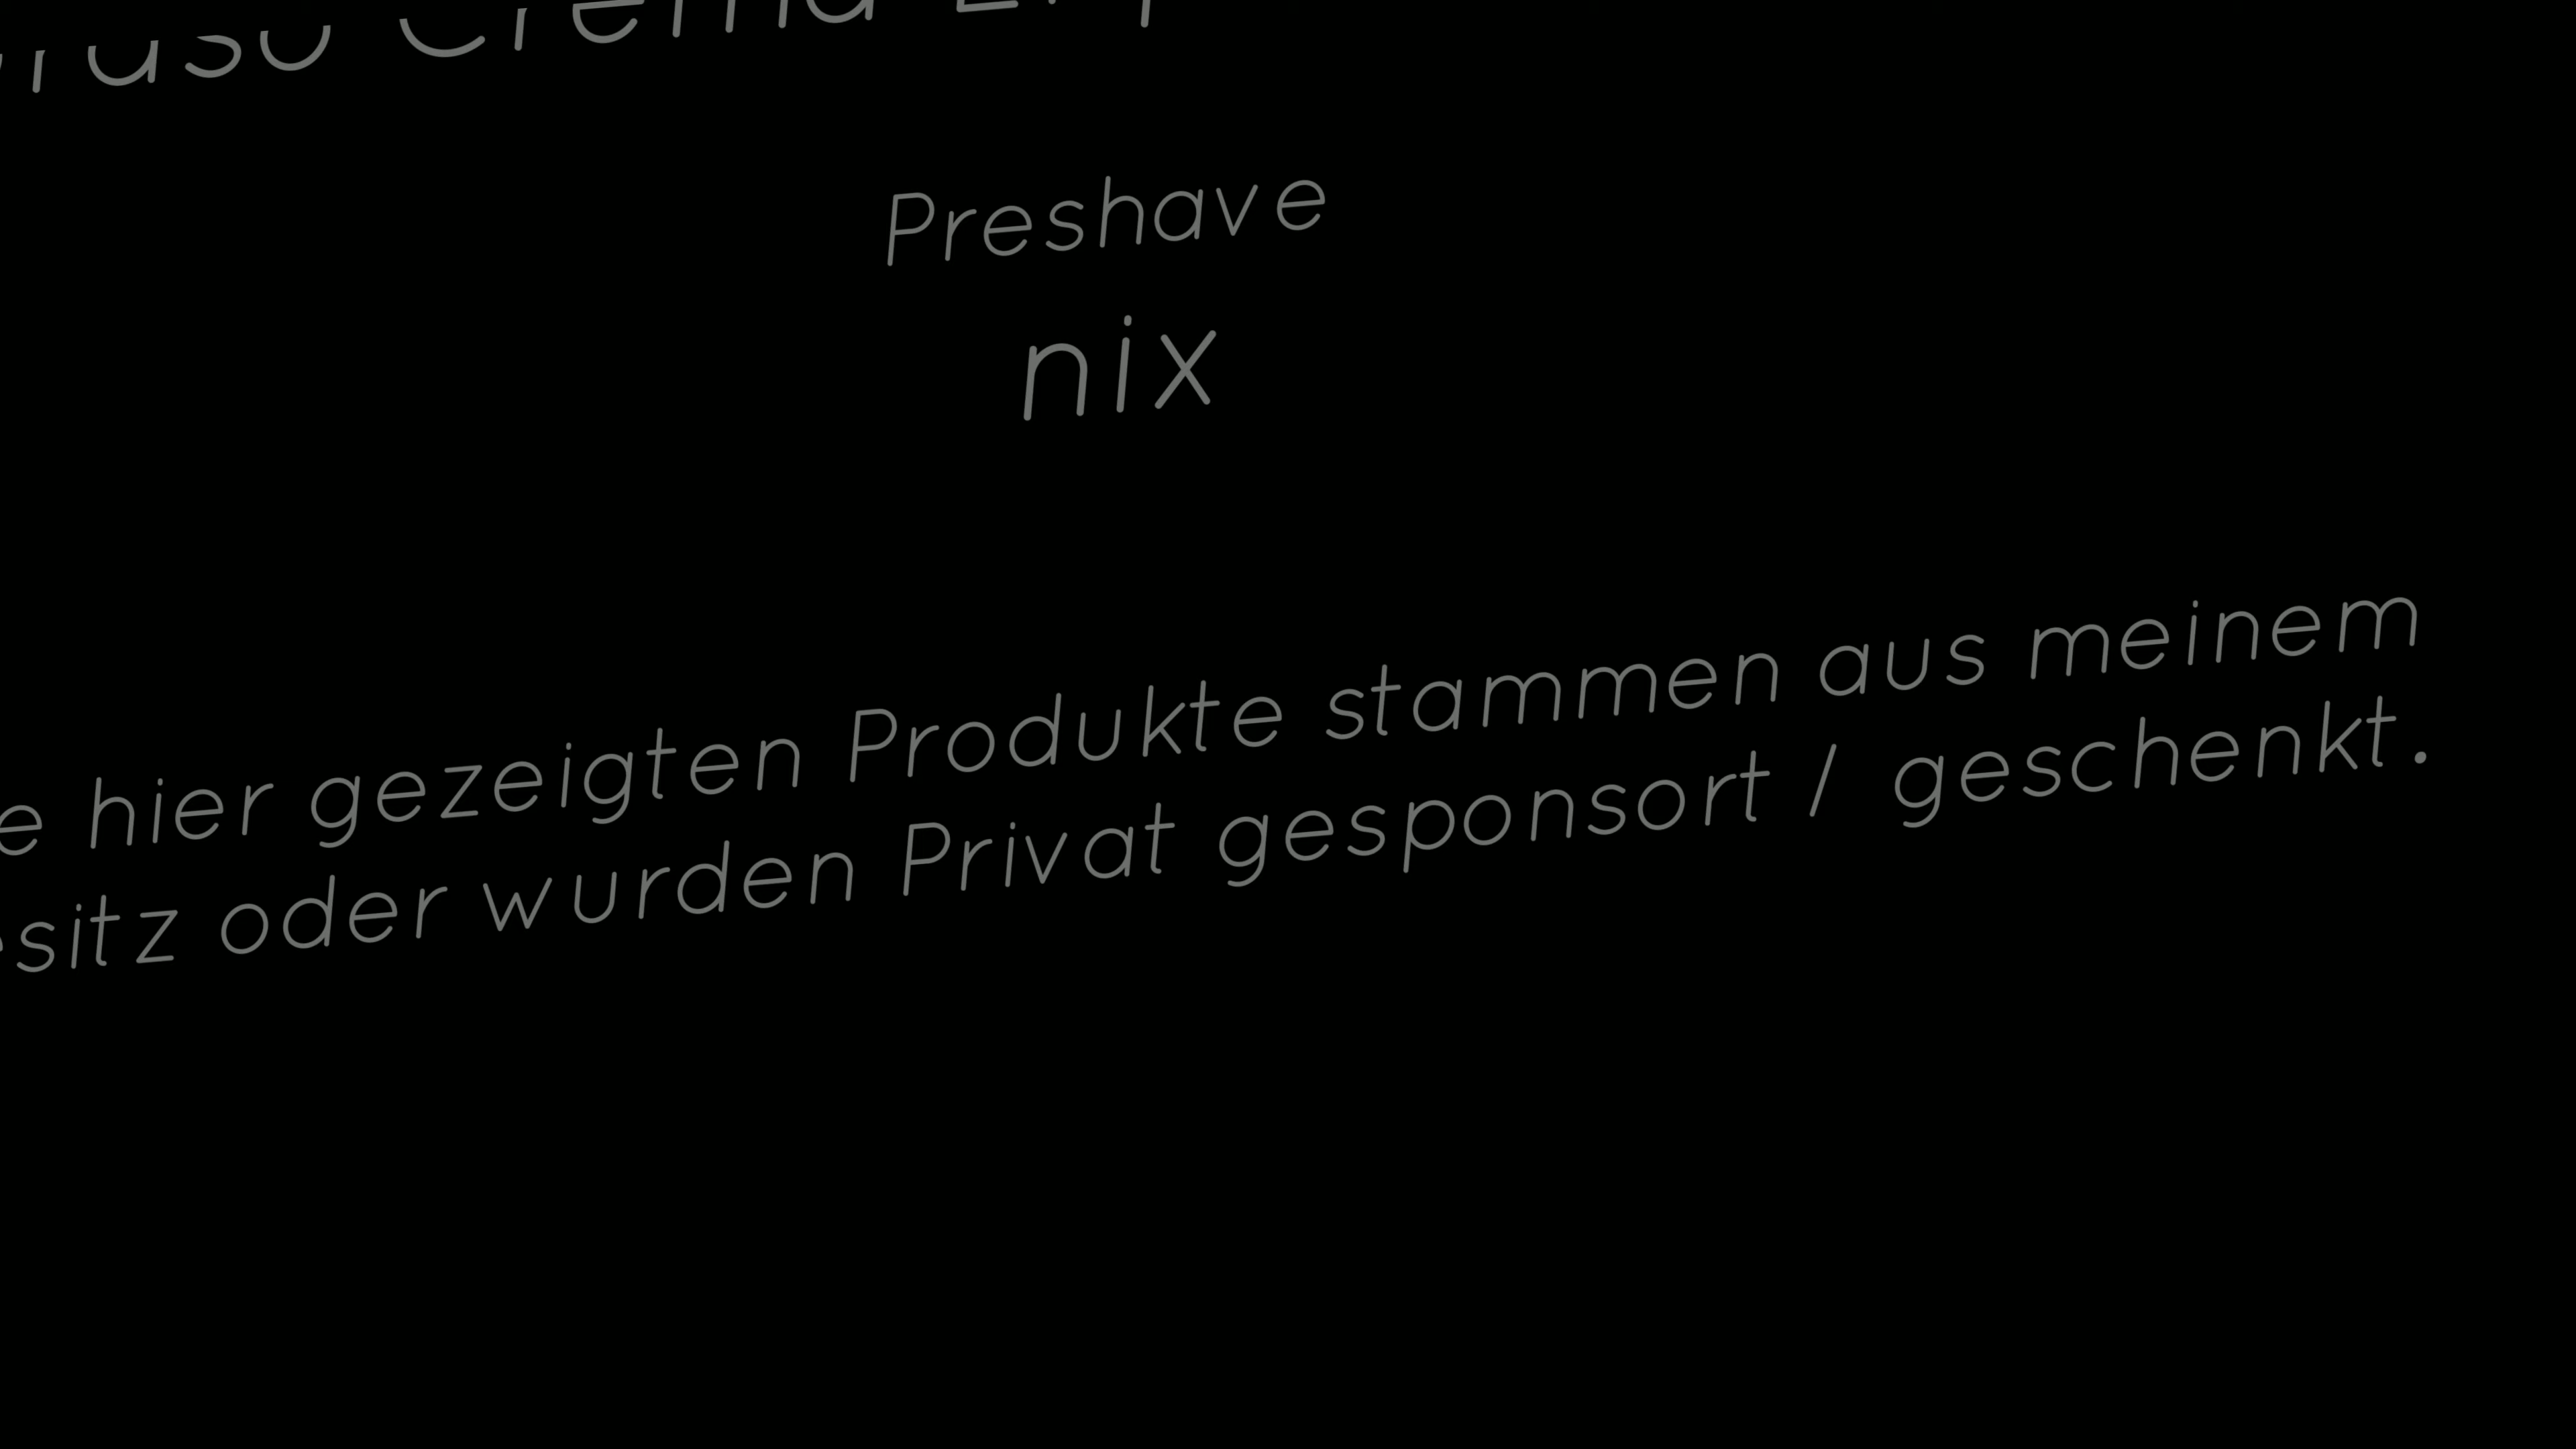 Preshave
nix
hier gezeigten Produkte stammen aus meinem
oder wurden Privat gesponsort / geschenkt.